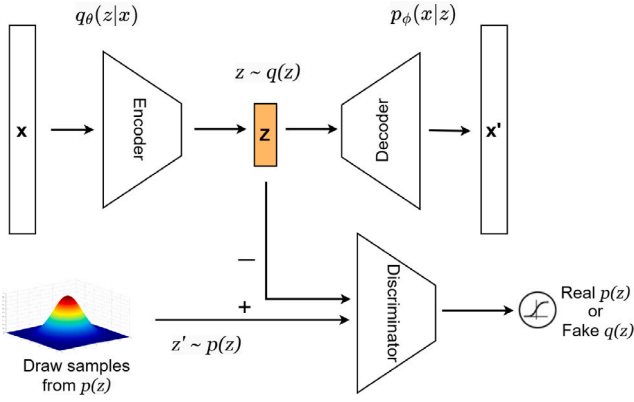 qθ(z|x)
pϕ(x|z)
z ~ q(z)
x
Encoder
z
Decoder
x'
−
+
z' ~ p(z)
Discriminator
Real p(z)
or
Fake q(z)
Draw samples
from p(z)